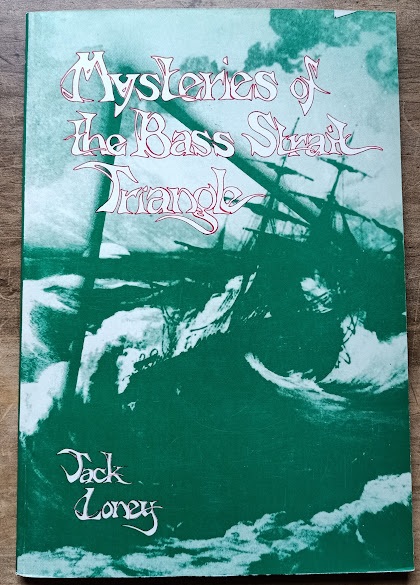 Mysteries of
the Bass Strait
Triangle
Jack
Loney